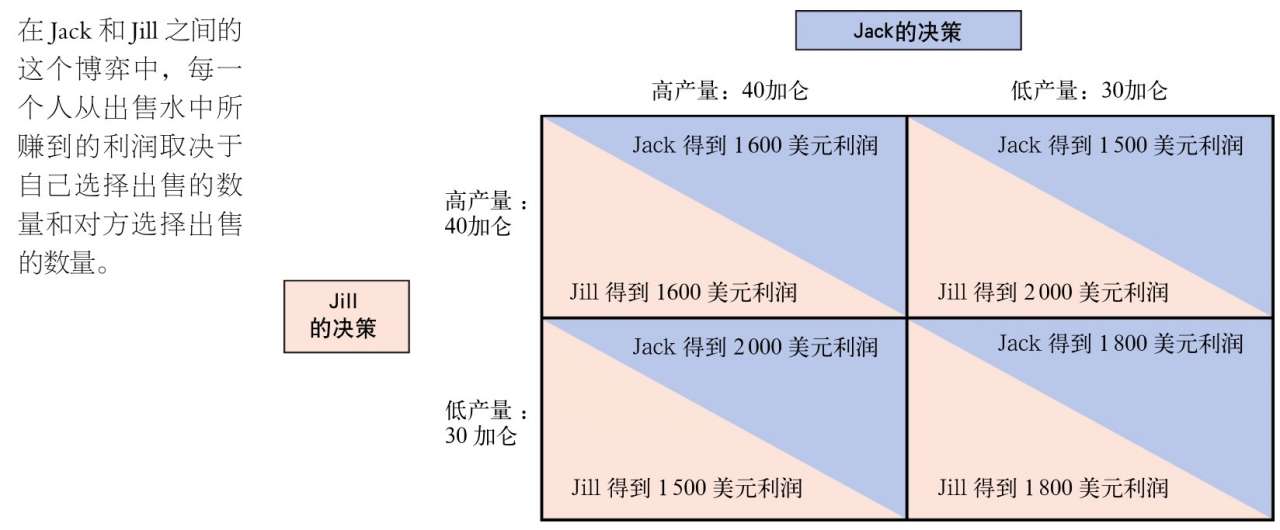 在 Jack 和 Jill 之间的
这个博弈中，每一
个人从出售水中所
赚到的利润取决于
自己选择出售的数
量和对方选择出售
的数量。
Jack的决策
高产量：40加仑
低产量：30加仑
Jill
的决策
高产量：
40加仑
Jack 得到 1 600 美元利润
Jill 得到 1600 美元利润
Jack 得到 1 500 美元利润
Jill 得到 2 000 美元利润
低产量：
30 加仑
Jack 得到 2 000 美元利润
Jill 得到 1 500 美元利润
Jack 得到 1 800 美元利润
Jill 得到 1 800 美元利润